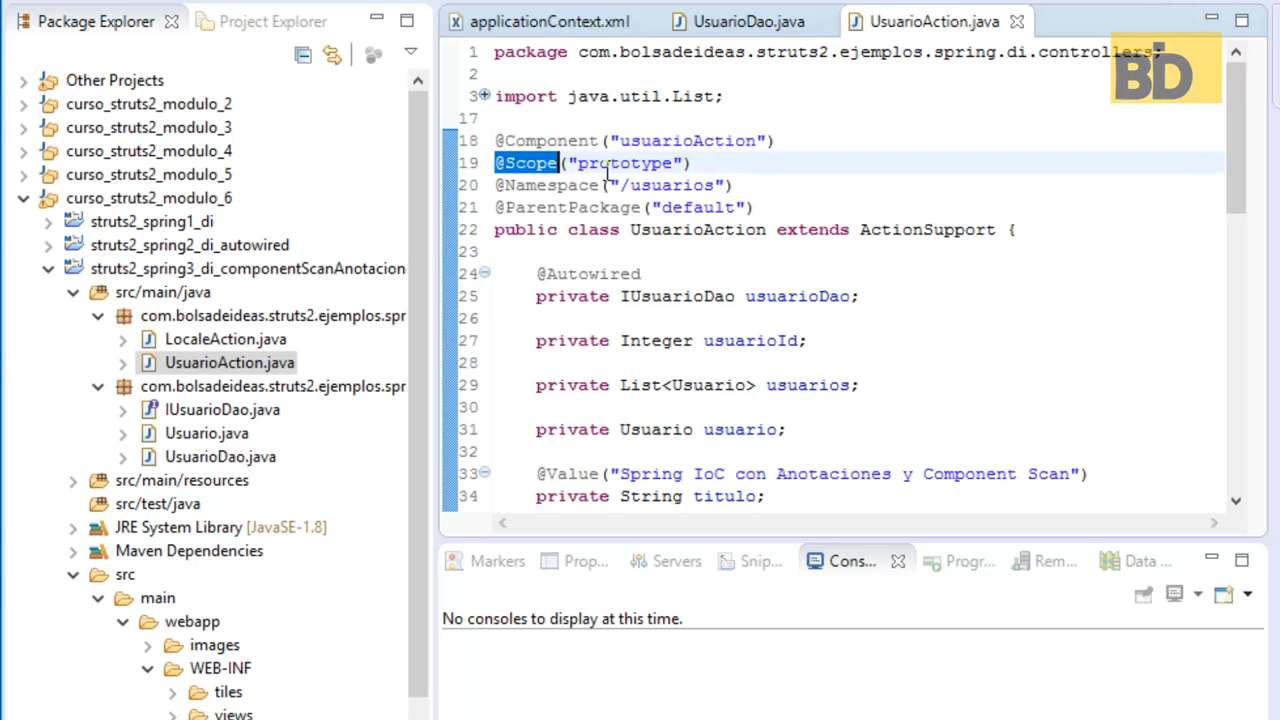 Package Explorer
Project Explorer
Other Projects
curso_struts2_modulo_2
curso_struts2_modulo_3
curso_struts2_modulo_4
curso_struts2_modulo_5
curso_struts2_modulo_6
struts2_spring1_di
struts2_spring2_di_autowired
struts2_spring3_di_componentScanAnotacion
src/main/java
com.bolsadeideas.struts2.ejemplos.spr
LocaleAction.java
UsuarioAction.java
com.bolsadeideas.struts2.ejemplos.spr
IUsuarioDao.java
Usuario.java
UsuarioDao.java
src/main/resources
src/test/java
JRE System Library [JavaSE-1.8]
Maven Dependencies
src
main
webapp
images
WEB-INF
tiles
views
applicationContext.xml
UsuarioDao.java
UsuarioAction.java
1 package com.bolsadeideas.struts2.ejemplos.spring.di.controllers;
2
3 import java.util.List;
17
18 @Component("usuarioAction")
19 @Scope("prototype")
20 @Namespace("/usuarios")
21 @ParentPackage("default")
22 public class UsuarioAction extends ActionSupport {
23
24 @Autowired
25 private IUsuarioDao usuarioDao;
26
27 private Integer usuarioId;
28
29 private List<Usuario> usuarios;
30
31 private Usuario usuario;
32
33 @Value("Spring IoC con Anotaciones y Component Scan")
34 private String titulo;
BD
Markers
Prop...
Servers
Snip...
Cons...
Progr...
Rem...
Data ...
No consoles to display at this time.